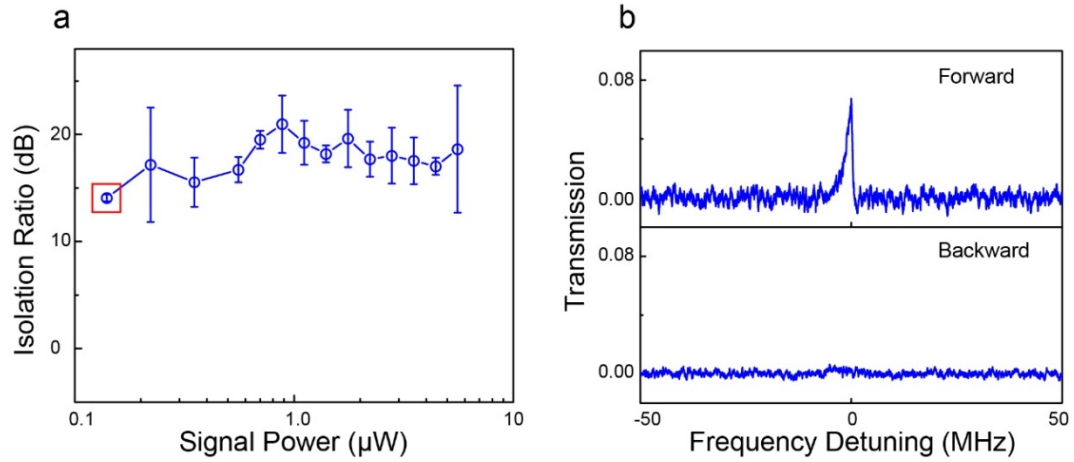 a
Isolation Ratio (dB)
20
10
0
0.1
1.0
10
Signal Power (µW)
b
Transmission
0.08
Forward
0.00
0.08
Backward
0.00
-50
0
50
Frequency Detuning (MHz)